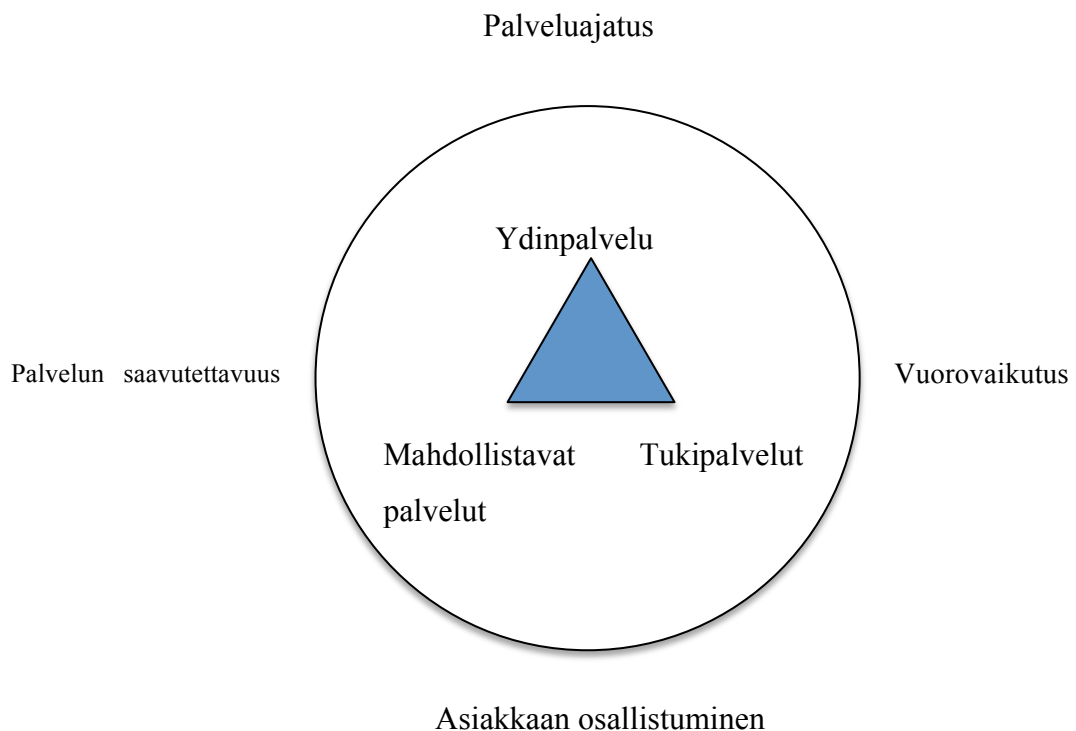 Palveluajatus
Ydinpalvelu
Palvelun saavutettavuus
Vuorovaikutus
Mahdollistavat
palvelut
Tukipalvelut
Asiakkaan osallistuminen